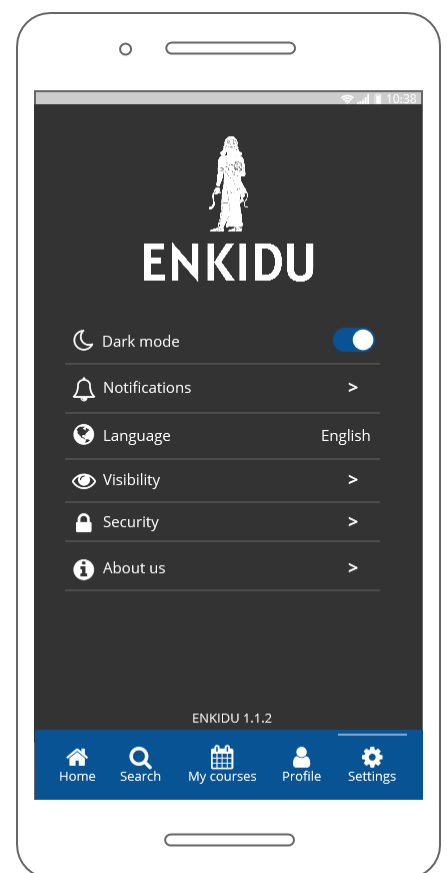 10:38
ENKIDU
Dark mode
Notifications >
Language English
Visibility >
Security >
About us >
ENKIDU 1.1.2
Home Search My courses Profile Settings